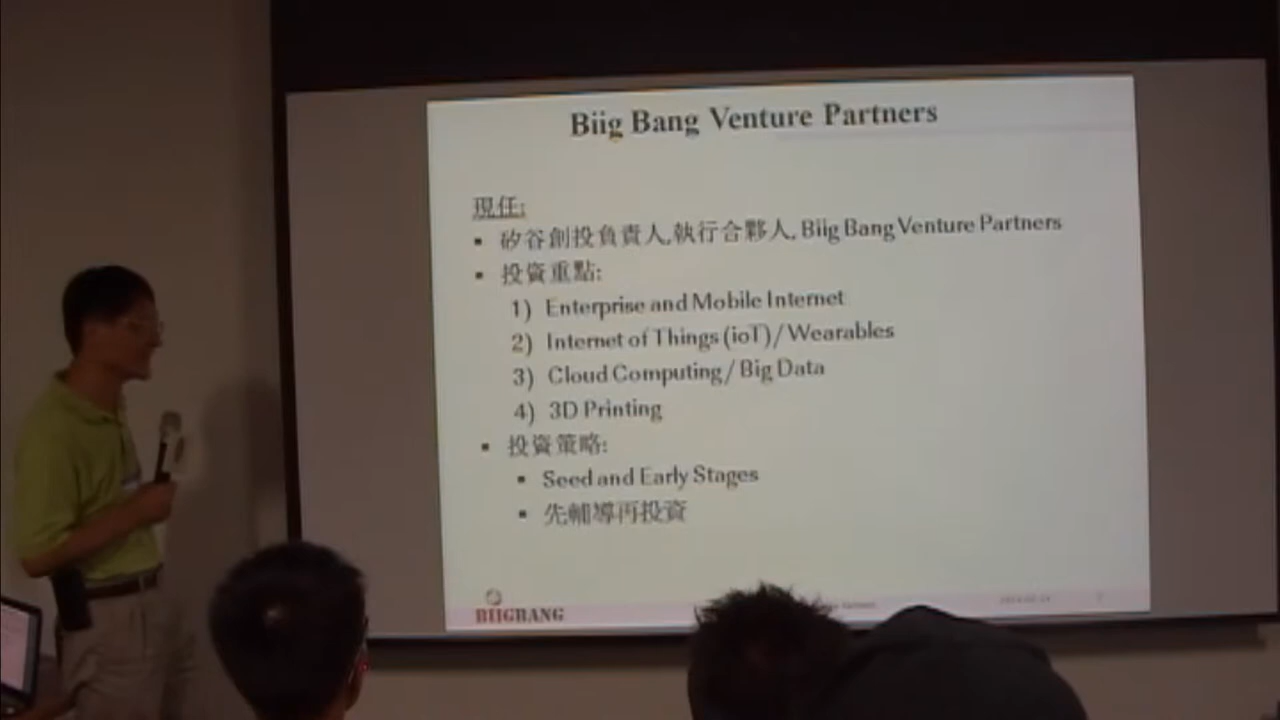 Biig Bang Venture Partners
現任:
▪ 矽谷創投負責人,執行合夥人, Biig Bang Venture Partners
▪ 投資重點:
1) Enterprise and Mobile Internet
2) Internet of Things (ioT)/ Wearables
3) Cloud Computing/ Big Data
4) 3D Printing
▪ 投資策略:
▪ Seed and Early Stages
▪ 先輔導再投資
BIIGBANG